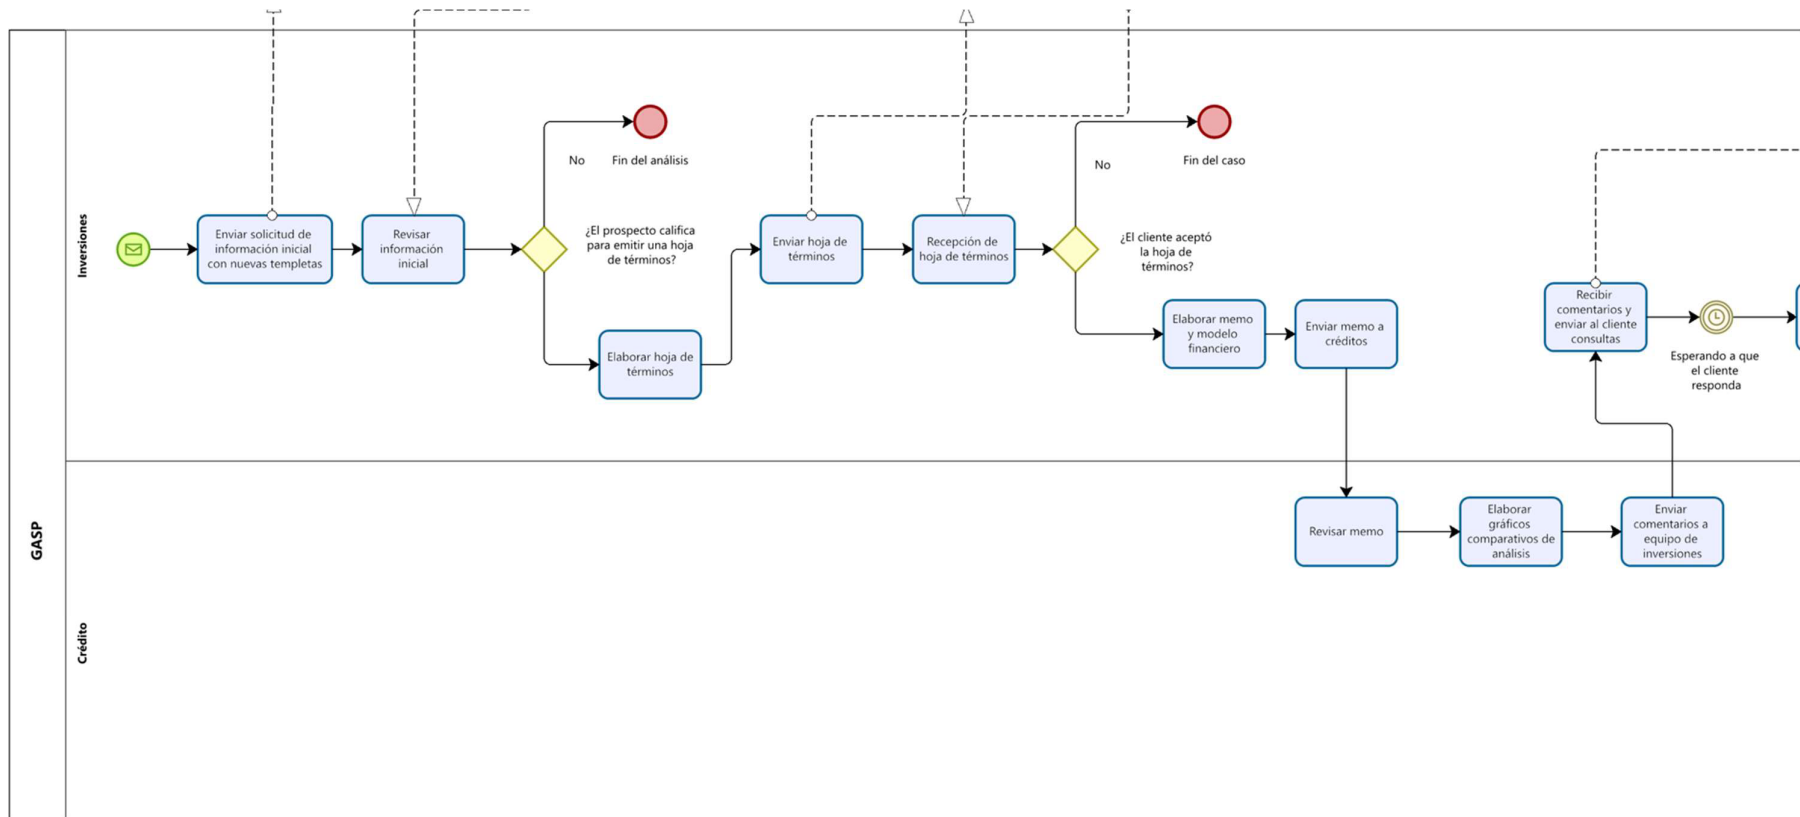 GASP
Inversiones
No
Fin del análisis
No
Fin del caso
Enviar solicitud de
información inicial
con nuevas templetas
Revisar
información
inicial
¿El prospecto califica
para emitir una hoja
de términos?
Enviar hoja de
términos
Recepción de
hoja de términos
¿El cliente aceptó
la hoja de
términos?
Elaborar hoja de
términos
Elaborar memo
y modelo
financiero
Enviar memo a
créditos
Recibir
comentarios y
enviar al cliente
consultas
Esperando a que
el cliente
responda
Crédito
Revisar memo
Elaborar
gráficos
comparativos de
análisis
Enviar
comentarios a
equipo de
inversiones